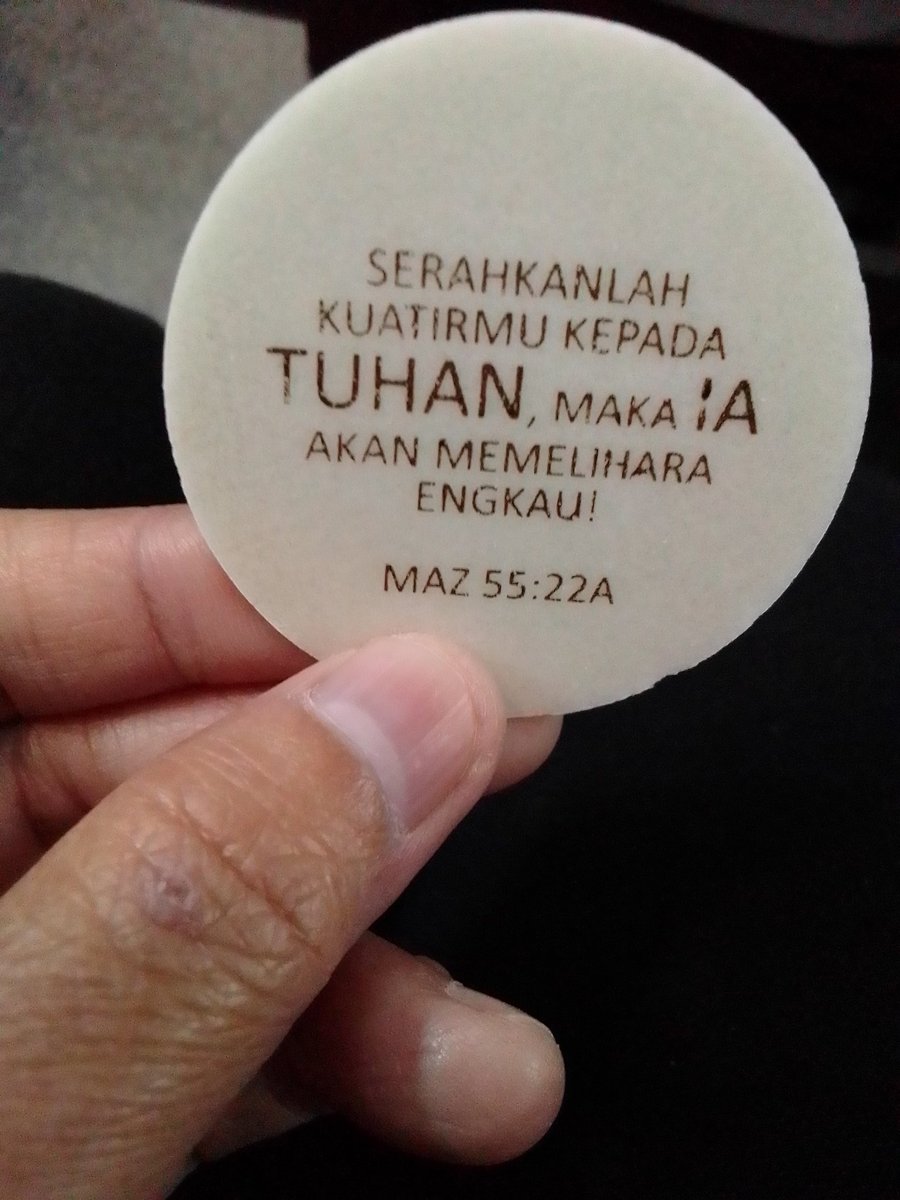 SERAHKANLAH
KUATIRMU KEPADA
TUHAN, MAKA IA
AKAN MEMELIHARA
ENGKAU!
MAZ 55:22A